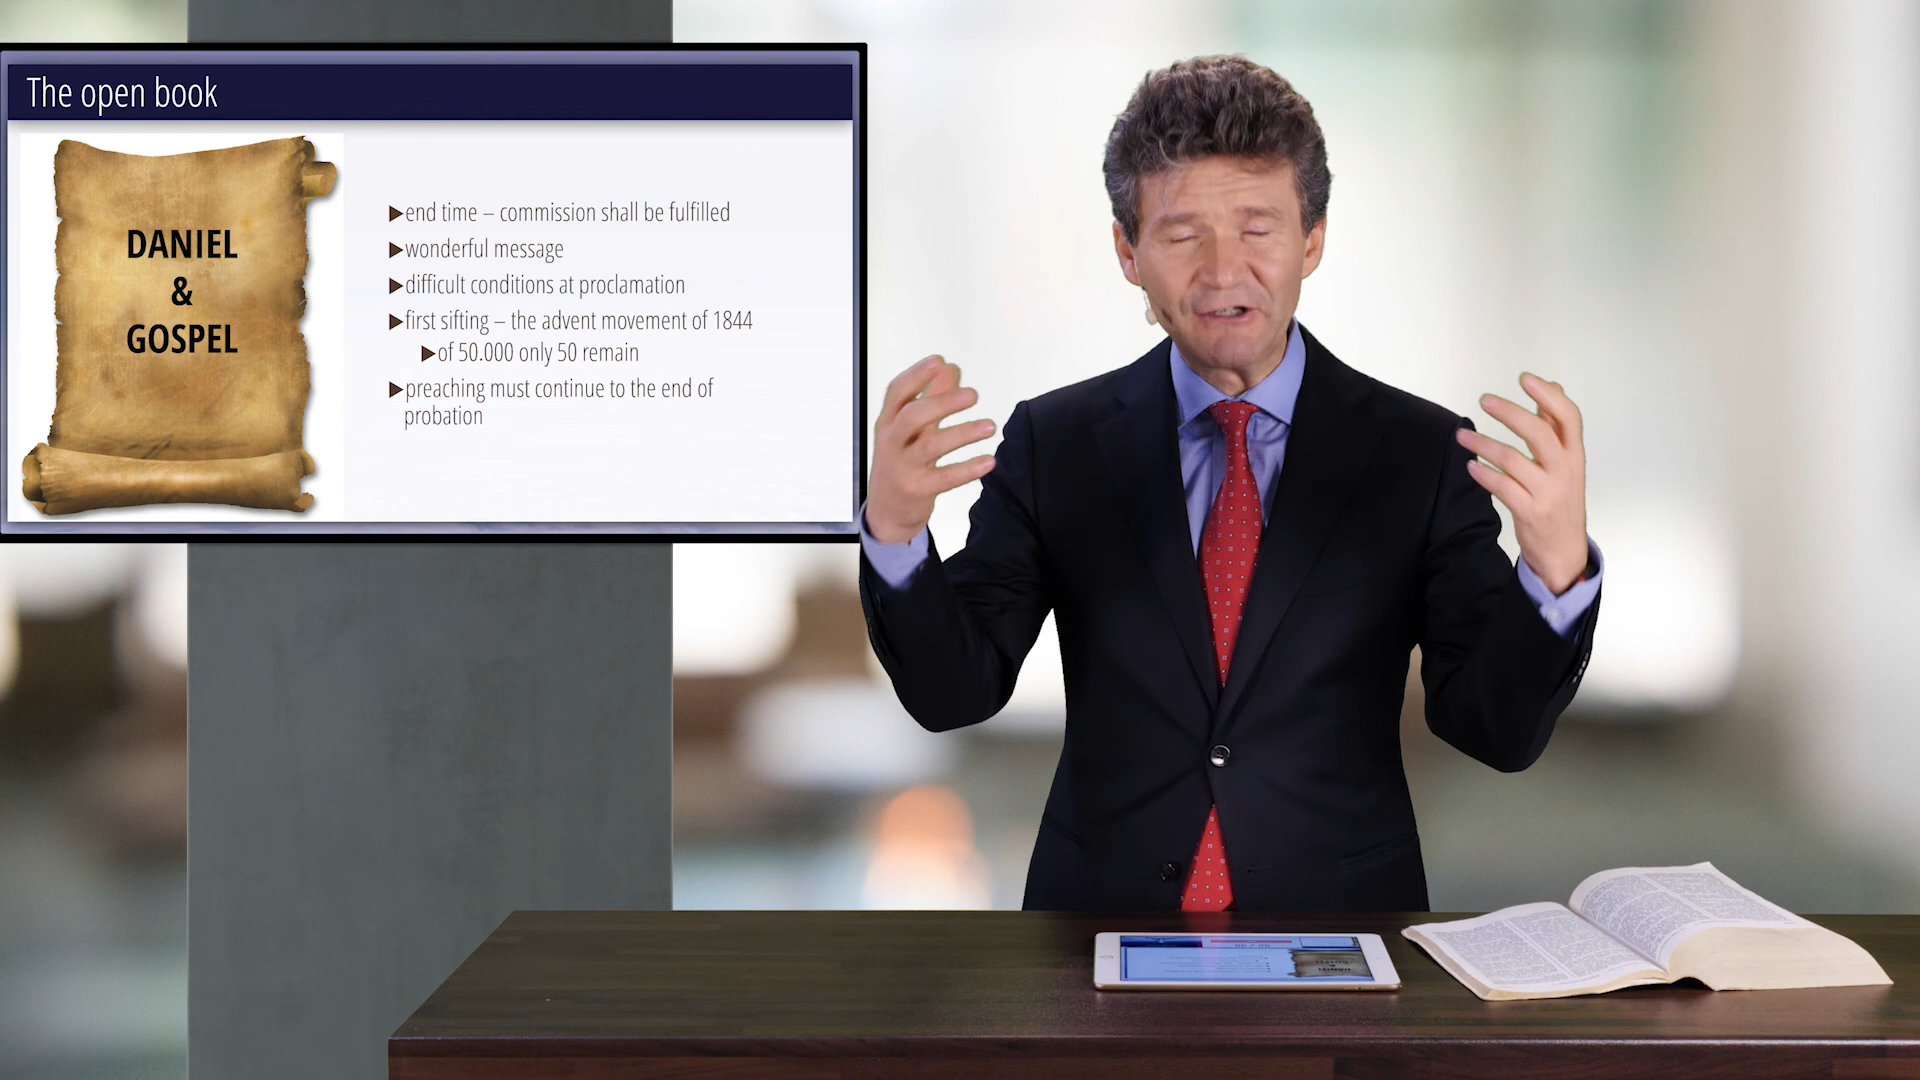 The open book
DANIEL
&
GOSPEL
▶end time – commission shall be fulfilled
▶wonderful message
▶difficult conditions at proclamation
▶first sifting – the advent movement of 1844
▶of 50.000 only 50 remain
▶preaching must continue to the end of
probation